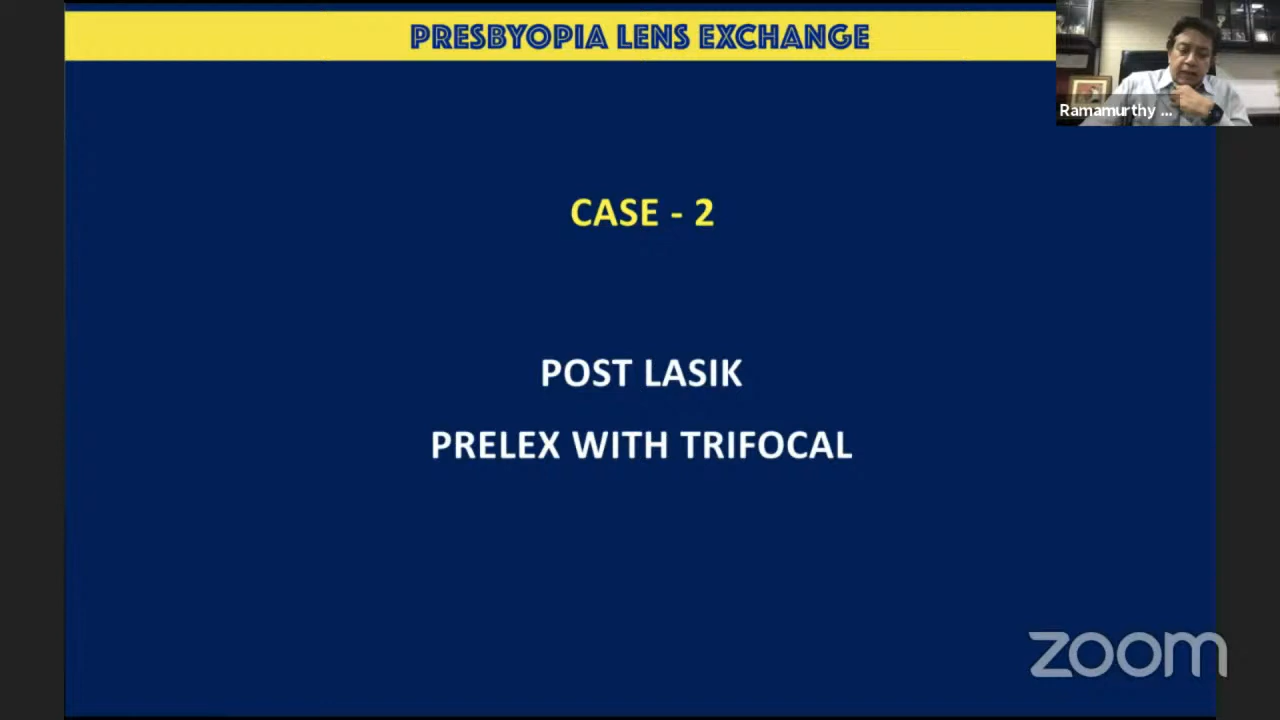 PRESBYOPIA LENS EXCHANGE
Ramamurthy ...
CASE - 2
POST LASIK
PRELEX WITH TRIFOCAL
zoom